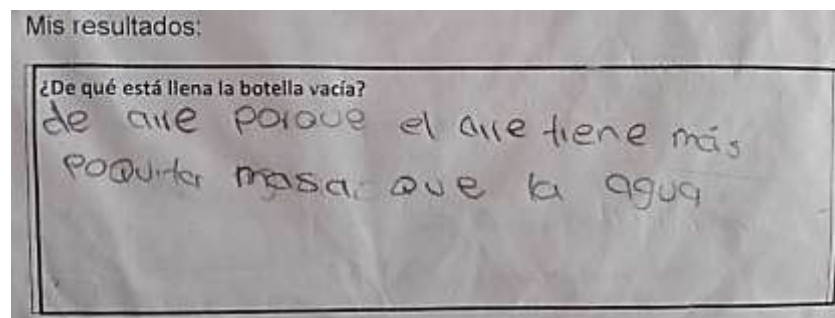 Mis resultados:
¿De qué está llena la botella vacía?
de aire porque el aire tiene más
poquita masa que la agua